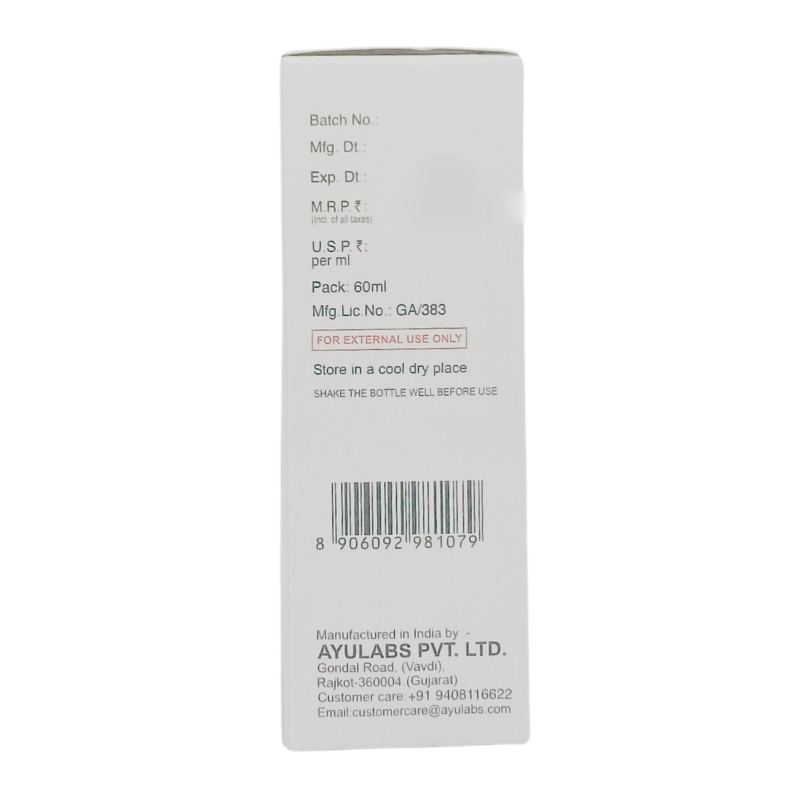 Batch No.:
Mfg. Dt.:
Exp. Dt.:
M.R.P. ₹ :
(Incl. of all taxes)
U.S.P. ₹:
per ml
Pack: 60ml
Mfg.Lic.No.: GA/383
FOR EXTERNAL USE ONLY
Store in a cool dry place.
SHAKE THE BOTTLE WELL BEFORE USE
8 906092 981079
Manufactured in India by :-
AYULABS PVT. LTD.
Gondal Road, (Vavdi),
Rajkot-360004.(Gujarat)
Customer care:+91 9408116622
Email:customercare@ayulabs.com